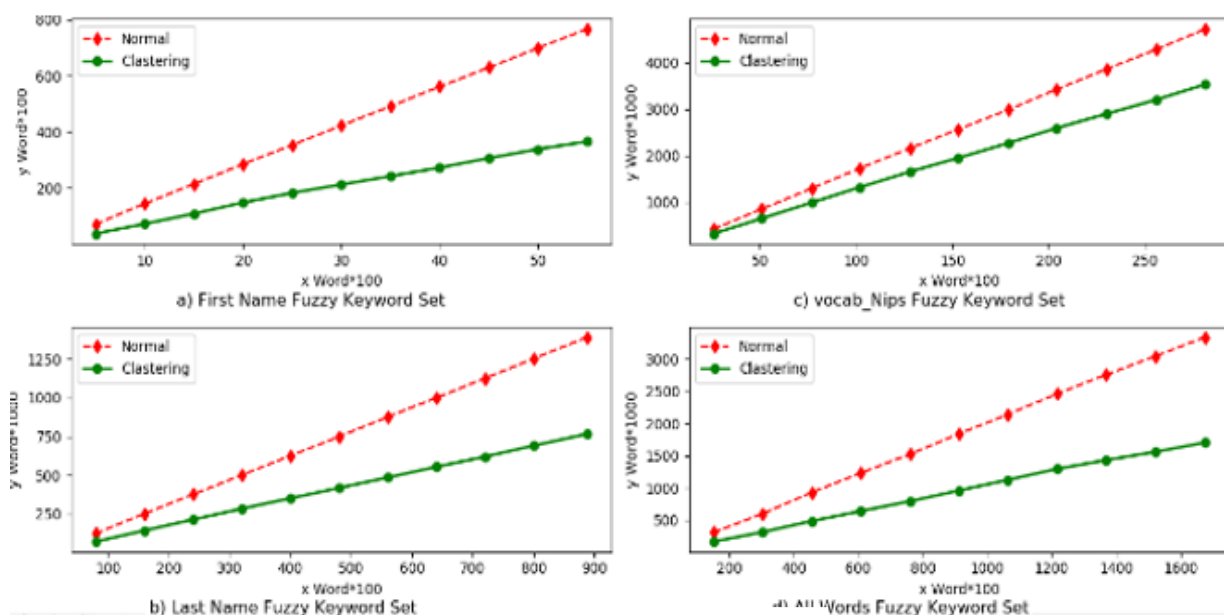 800
600
400
200
y Word*100
Normal
Clastering
10 20 30 40 50
x Word*100
a) First Name Fuzzy Keyword Set
4000
3000
2000
1000
y Word*1000
Normal
Clastering
50 100 150 200 250
x Word*100
c) vocab_Nips Fuzzy Keyword Set
1250
1000
750
500
250
y Word*1000
Normal
Clastering
100 200 300 400 500 600 700 800 900
x Word*100
b) Last Name Fuzzy Keyword Set
3000
2500
2000
1500
1000
500
y Word*1000
Normal
Clastering
200 400 600 800 1000 1200 1400 1600
x Word*100
d) All Words Fuzzy Keyword Set